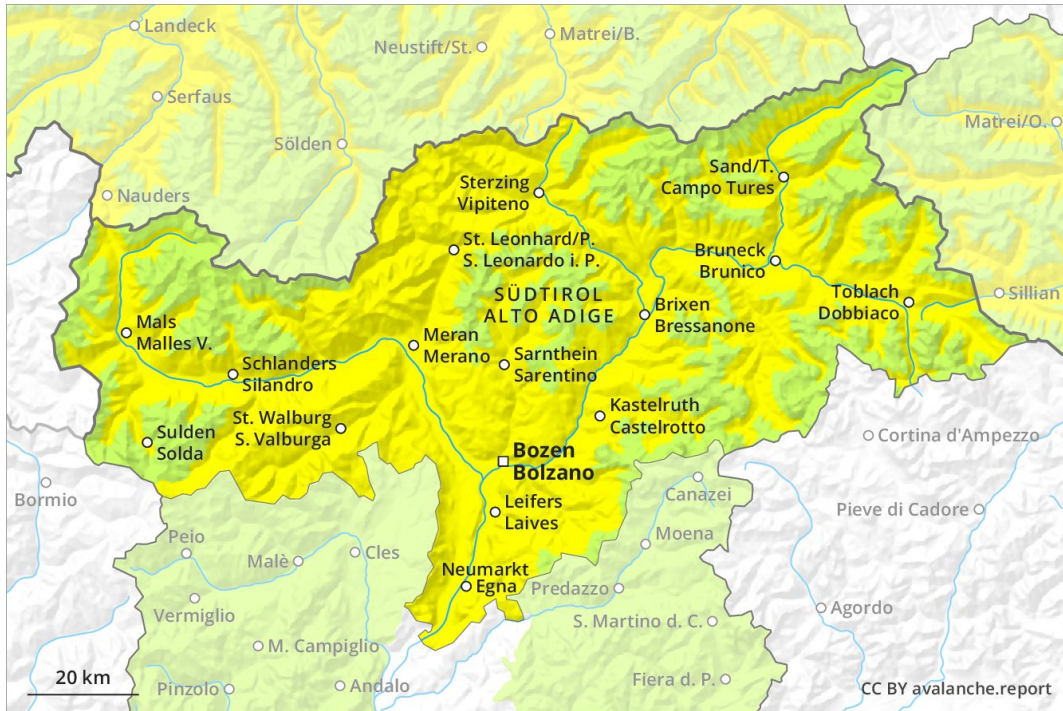 Landeck
Neustift/St.
Matrei/B.
Serfaus
Sölden
Matrei/O.
Nauders
Sterzing
Vipiteno
Sand/T.
Campo Tures
St. Leonhard/P.
S. Leonardo i. P.
Bruneck
Brunico
SÜDTIROL
ALTO ADIGE
Brixen
Bressanone
Toblach
Dobbiaco
Sillian
Mals
Malles V.
Meran
Merano
Schlanders
Silandro
Sarnthein
Sarentino
St. Walburg
S. Valburga
Kastelruth
Castelrotto
Sulden
Solda
Cortina d'Ampezzo
Bozen
Bolzano
Bormio
Canazei
Leifers
Laives
Pieve di Cadore
Peio
Malè
Cles
Moena
Neumarkt
Egna
Predazzo
Vermiglio
S. Martino d. C.
Agordo
M. Campiglio
20 km
Pinzolo
Andalo
Fiera d. P.
CC BY avalanche.report